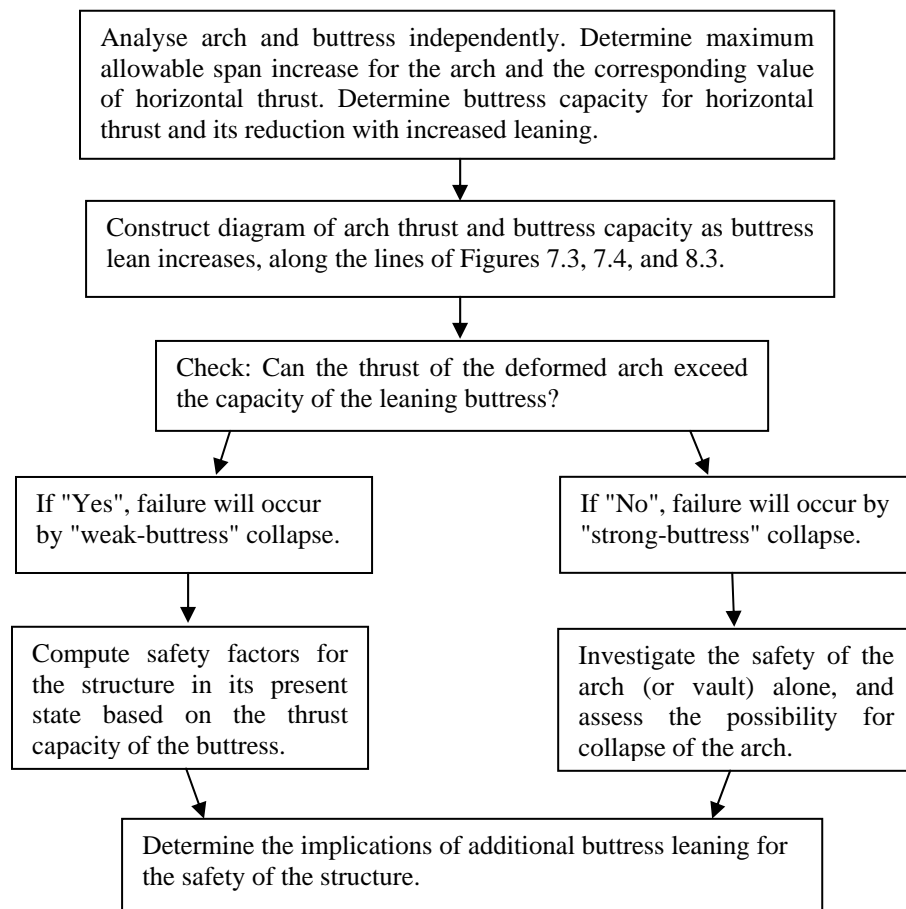 Analyse arch and buttress independently. Determine maximum
allowable span increase for the arch and the corresponding value
of horizontal thrust. Determine buttress capacity for horizontal
thrust and its reduction with increased leaning.
Construct diagram of arch thrust and buttress capacity as buttress
lean increases, along the lines of Figures 7.3, 7.4, and 8.3.
Check: Can the thrust of the deformed arch exceed
the capacity of the leaning buttress?
If "Yes", failure will occur
by "weak-buttress" collapse.
If "No", failure will occur by
"strong-buttress" collapse.
Compute safety factors for
the structure in its present
state based on the thrust
capacity of the buttress.
Investigate the safety of the
arch (or vault) alone, and
assess the possibility for
collapse of the arch.
Determine the implications of additional buttress leaning for
the safety of the structure.